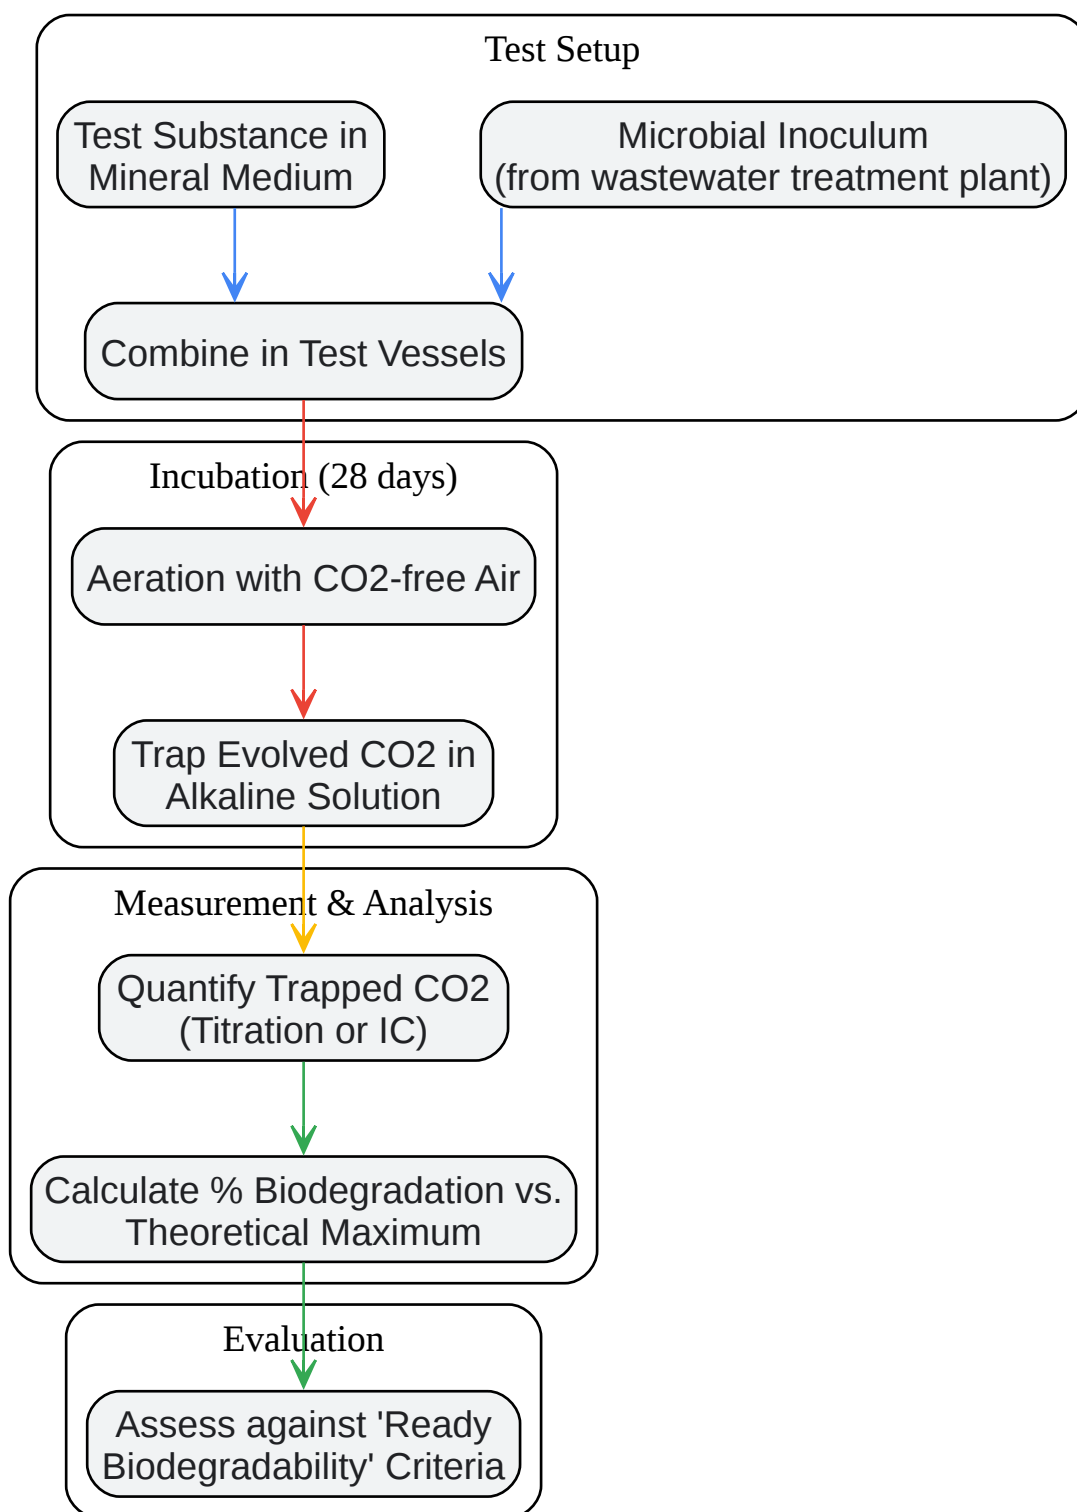 Test Setup
Test Substance in
Mineral Medium
Microbial Inoculum
(from wastewater treatment plant)
Combine in Test Vessels
Incubation (28 days)
Aeration with CO2-free Air
Trap Evolved CO2 in
Alkaline Solution
Measurement & Analysis
Quantify Trapped CO2
(Titration or IC)
Calculate % Biodegradation vs.
Theoretical Maximum
Evaluation
Assess against 'Ready
Biodegradability' Criteria